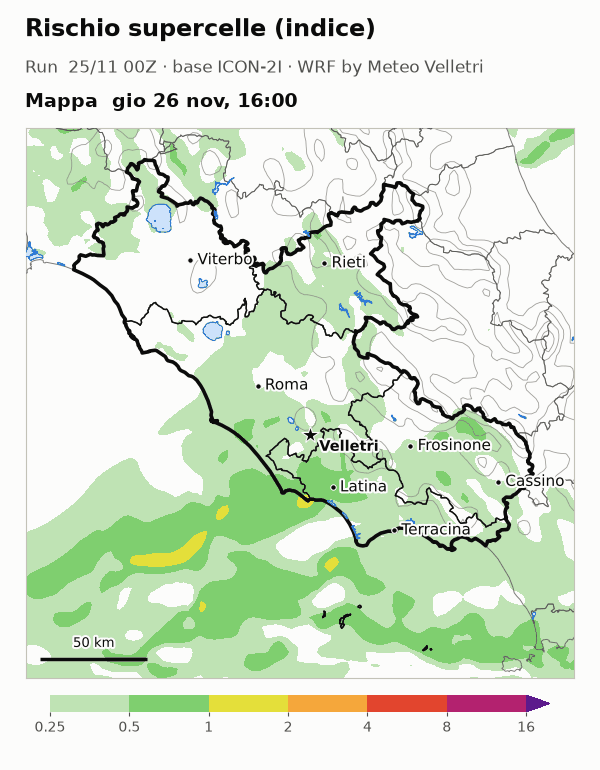 Rischio supercelle (indice)
Run  25/11 00Z · base ICON-2I · WRF by Meteo Velletri
Mappa  gio 26 nov, 16:00
Viterbo
Rieti
Roma
Velletri
Frosinone
Cassino
Latina
Terracina
50 km
0.25 0.5 1 2 4 8 16